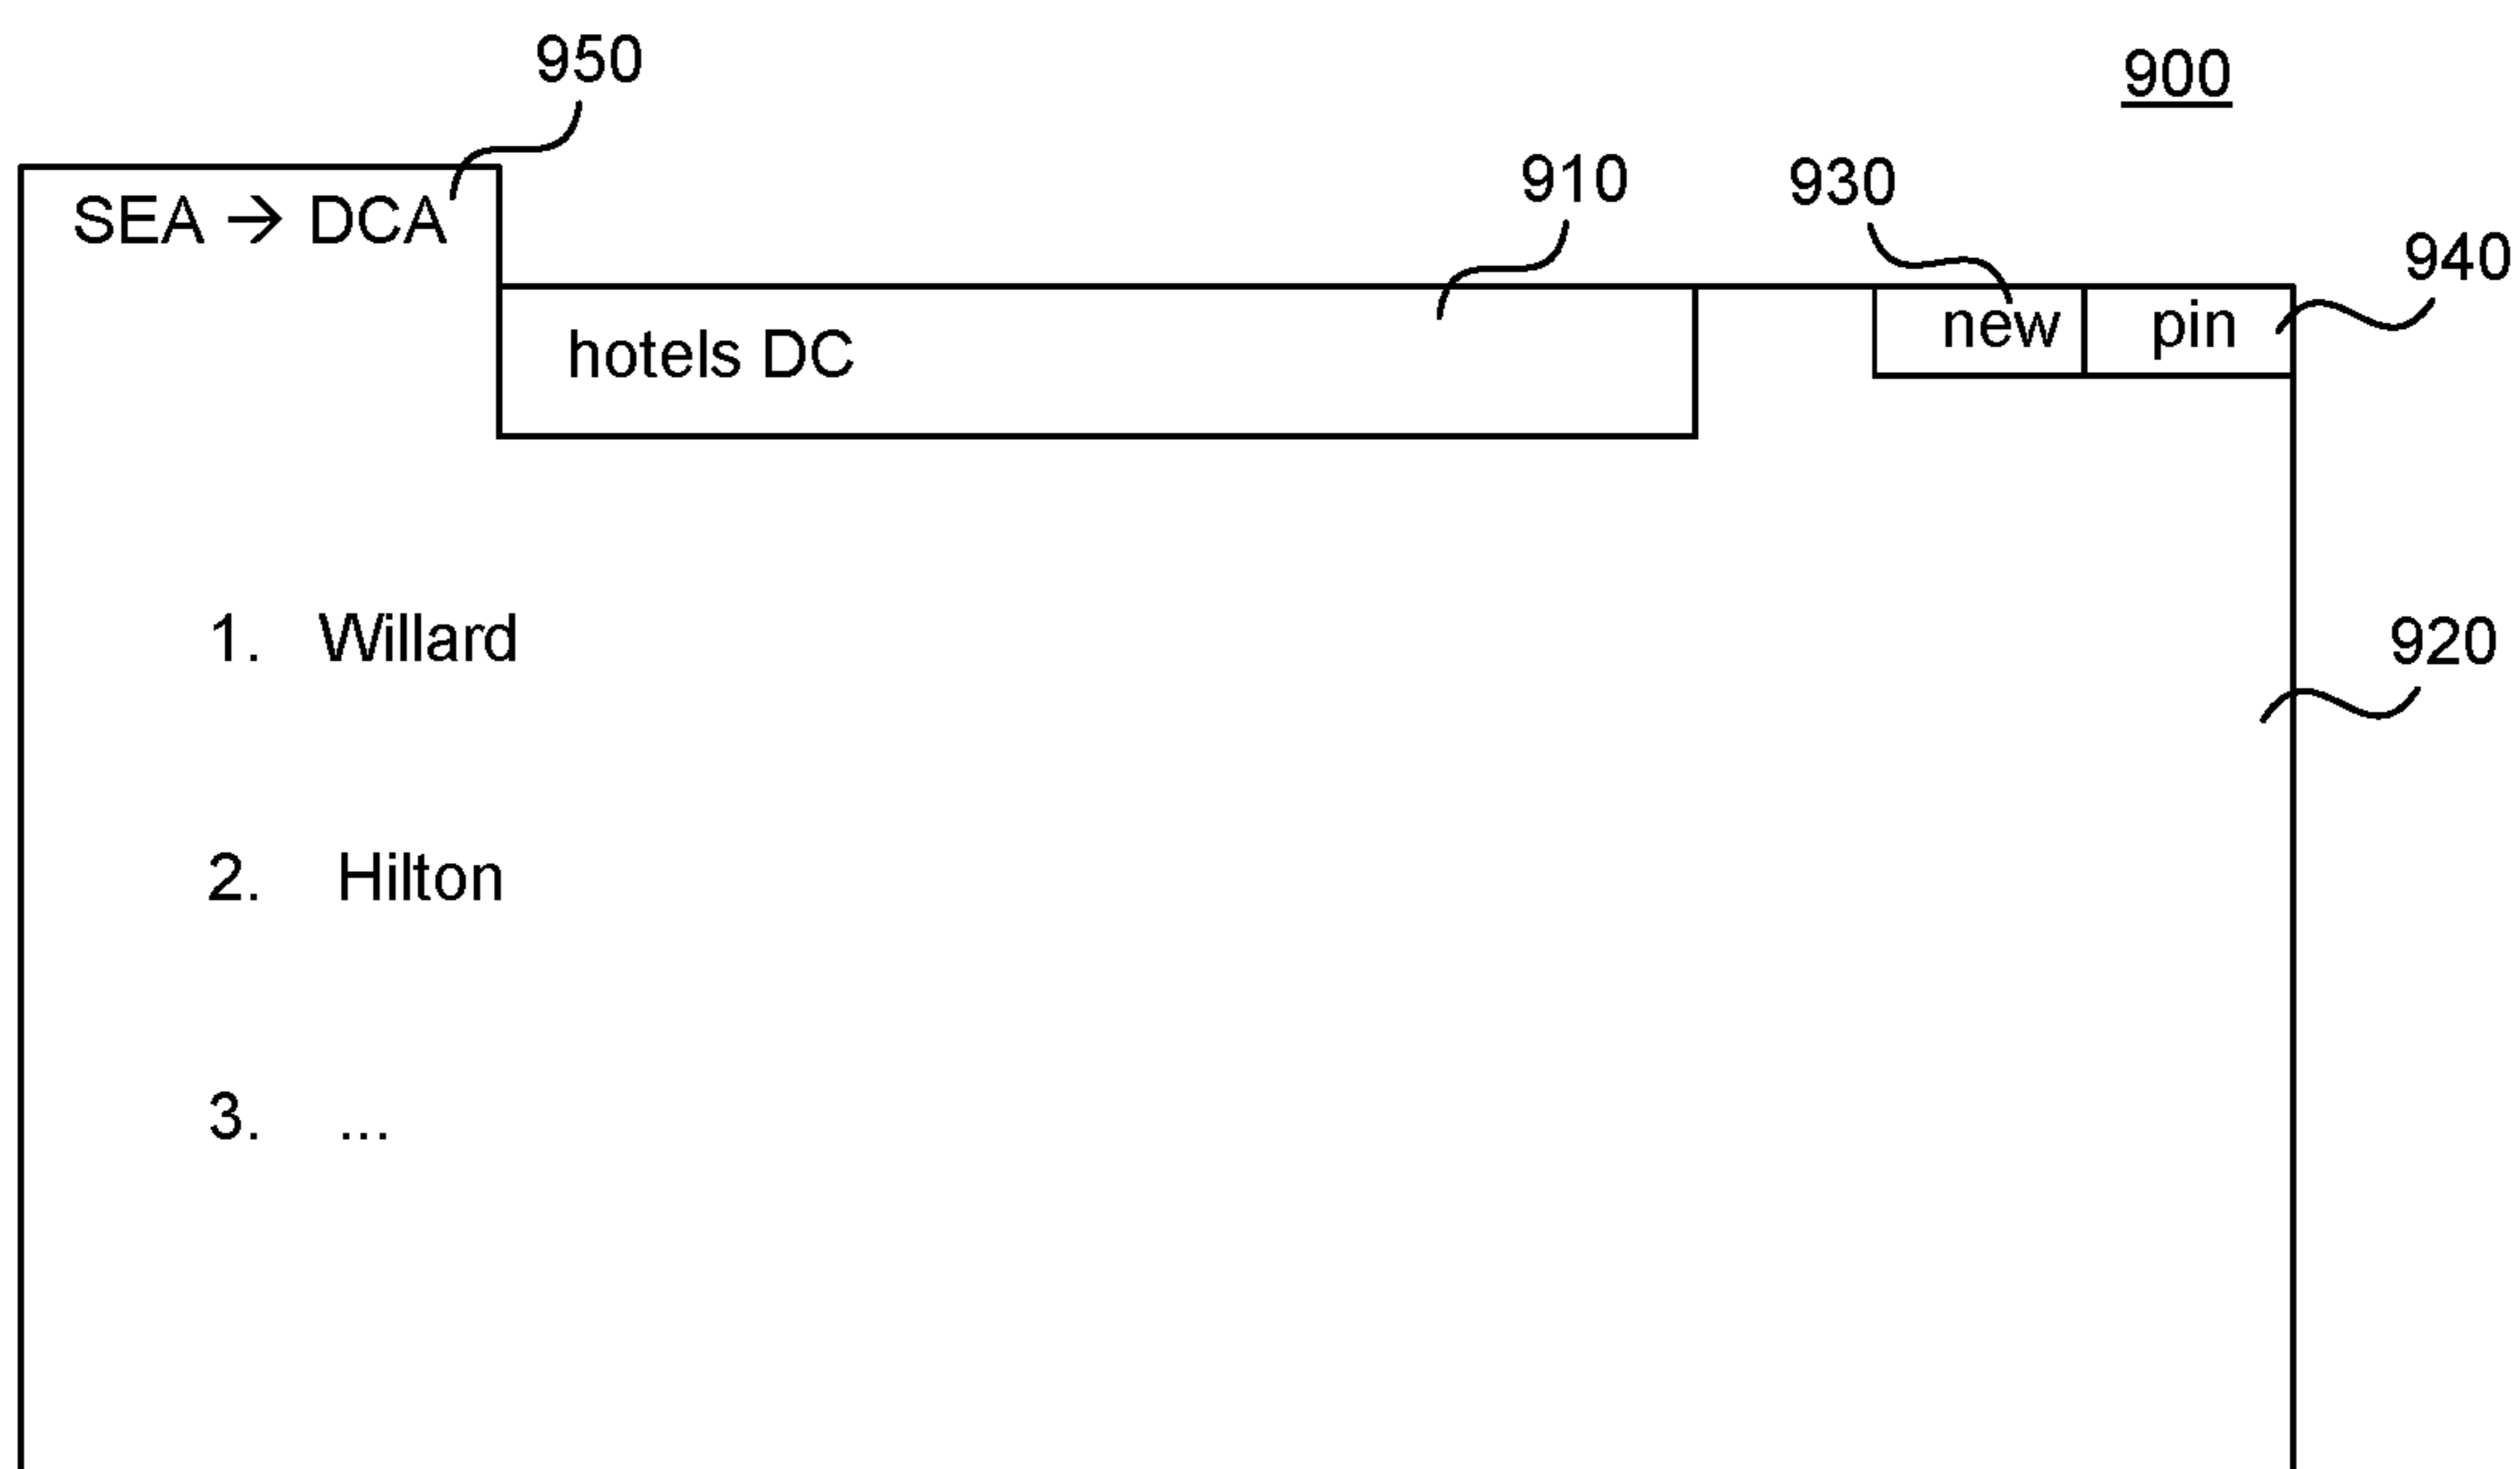 950
900
910
930
SEA → DCA
940
hotels DC
new
pin
1. Willard
920
2. Hilton
3. ...